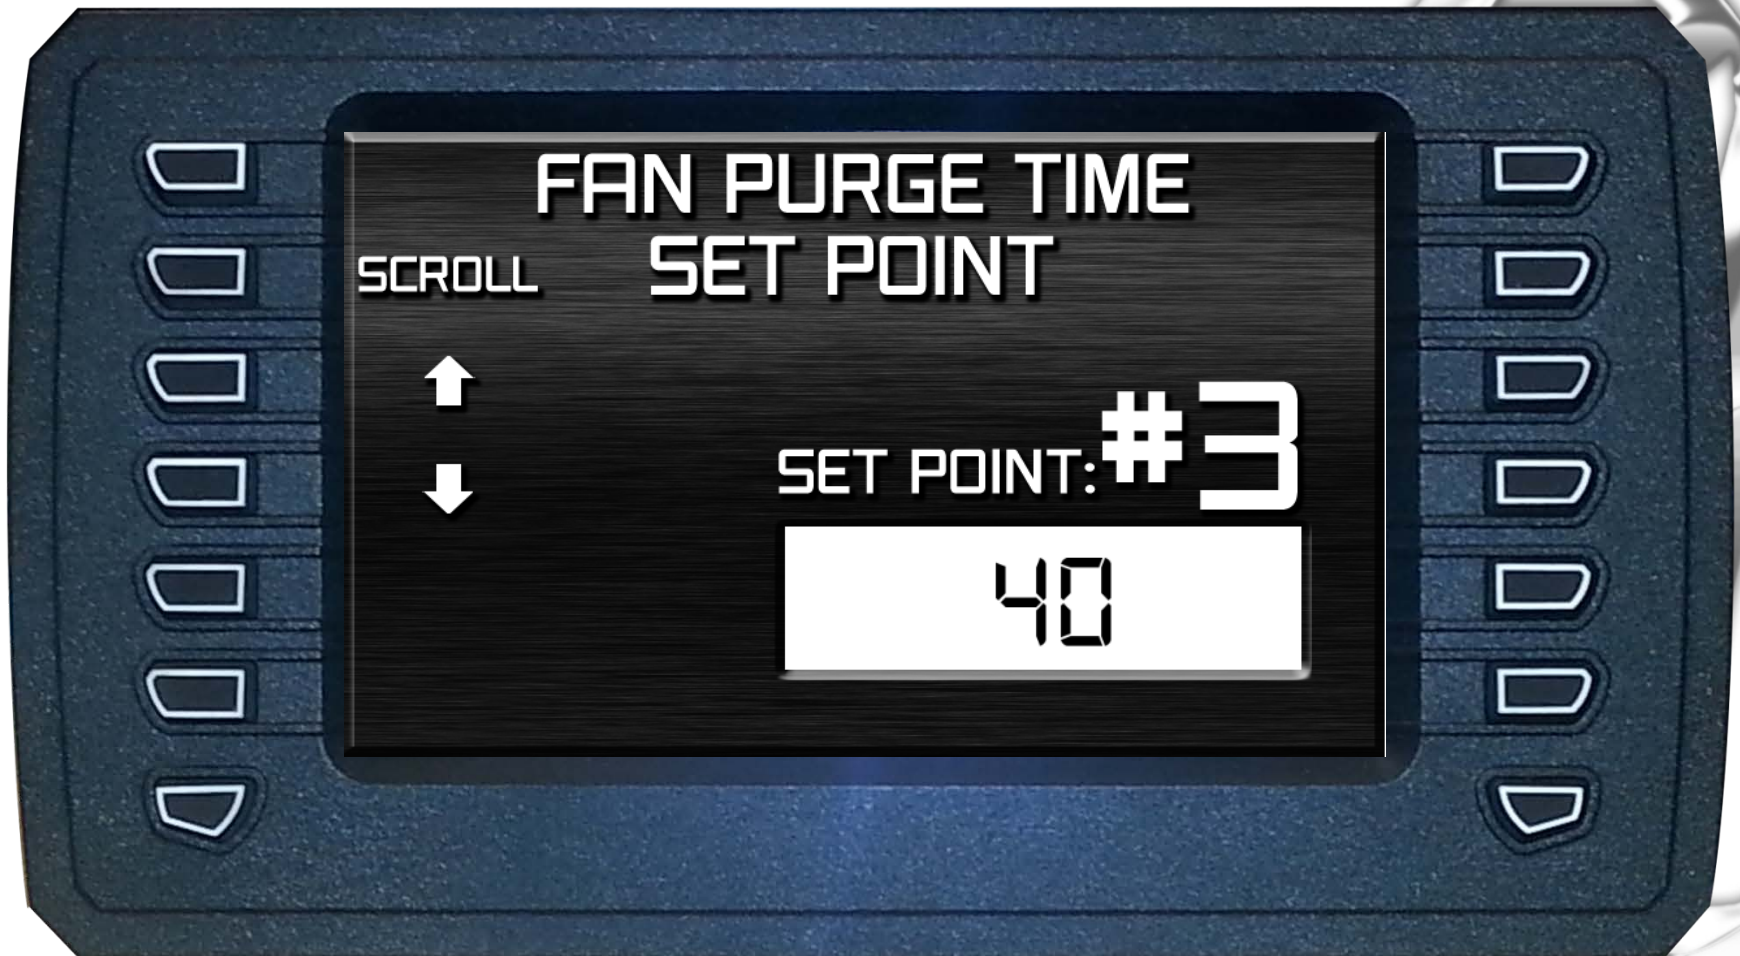 FAN PURGE TIME
SET POINT
SCROLL
SET POINT: #3
40